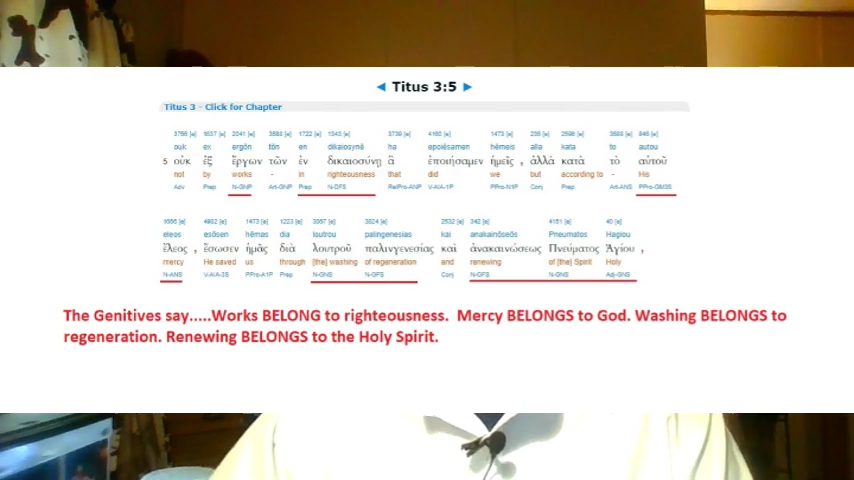 ◄ Titus 3:5 ►
Titus 3 - Click for Chapter
3756 [e] 1537 [e] 2041 [e] 3588 [e] 1722 [e] 1343 [e] 3739 [e] 4160 [e] 1473 [e] 235 [e] 2596 [e] 3588 [e] 846 [e]
ouk ex ergōn tōn en dikaiosynē ha epoiēsamen hēmeis alla kata to autou
5 οὐκ ἐξ ἔργων τῶν ἐν δικαιοσύνῃ ἃ ἐποιήσαμεν ἡμεῖς , ἀλλὰ κατὰ τὸ αὐτοῦ
not by works - in righteousness that did we but according to - His
Adv Prep N-GNP Art-GNP Prep N-DFS RelPro-ANP V-AIA-1P PPro-N1P Conj Prep Art-ANS PPro-GM3S
1656 [e] 4982 [e] 1473 [e] 1223 [e] 3067 [e] 3824 [e] 2532 [e] 342 [e] 4151 [e] 40 [e]
eleos esōsen hēmas dia loutrou palingenesias kai anakainōseōs Pneumatos Hagiou
ἔλεος , ἔσωσεν ἡμᾶς διὰ λουτροῦ παλινγενεσίας καὶ ἀνακαινώσεως Πνεύματος Ἁγίου ,
mercy He saved us through [the] washing of regeneration and renewing of [the] Spirit Holy
N-ANS V-AIA-3S PPro-A1P Prep N-GNS N-GFS Conj N-GFS N-GNS Adj-GNS
The Genitives say.....Works BELONG to righteousness. Mercy BELONGS to God. Washing BELONGS to
regeneration. Renewing BELONGS to the Holy Spirit.